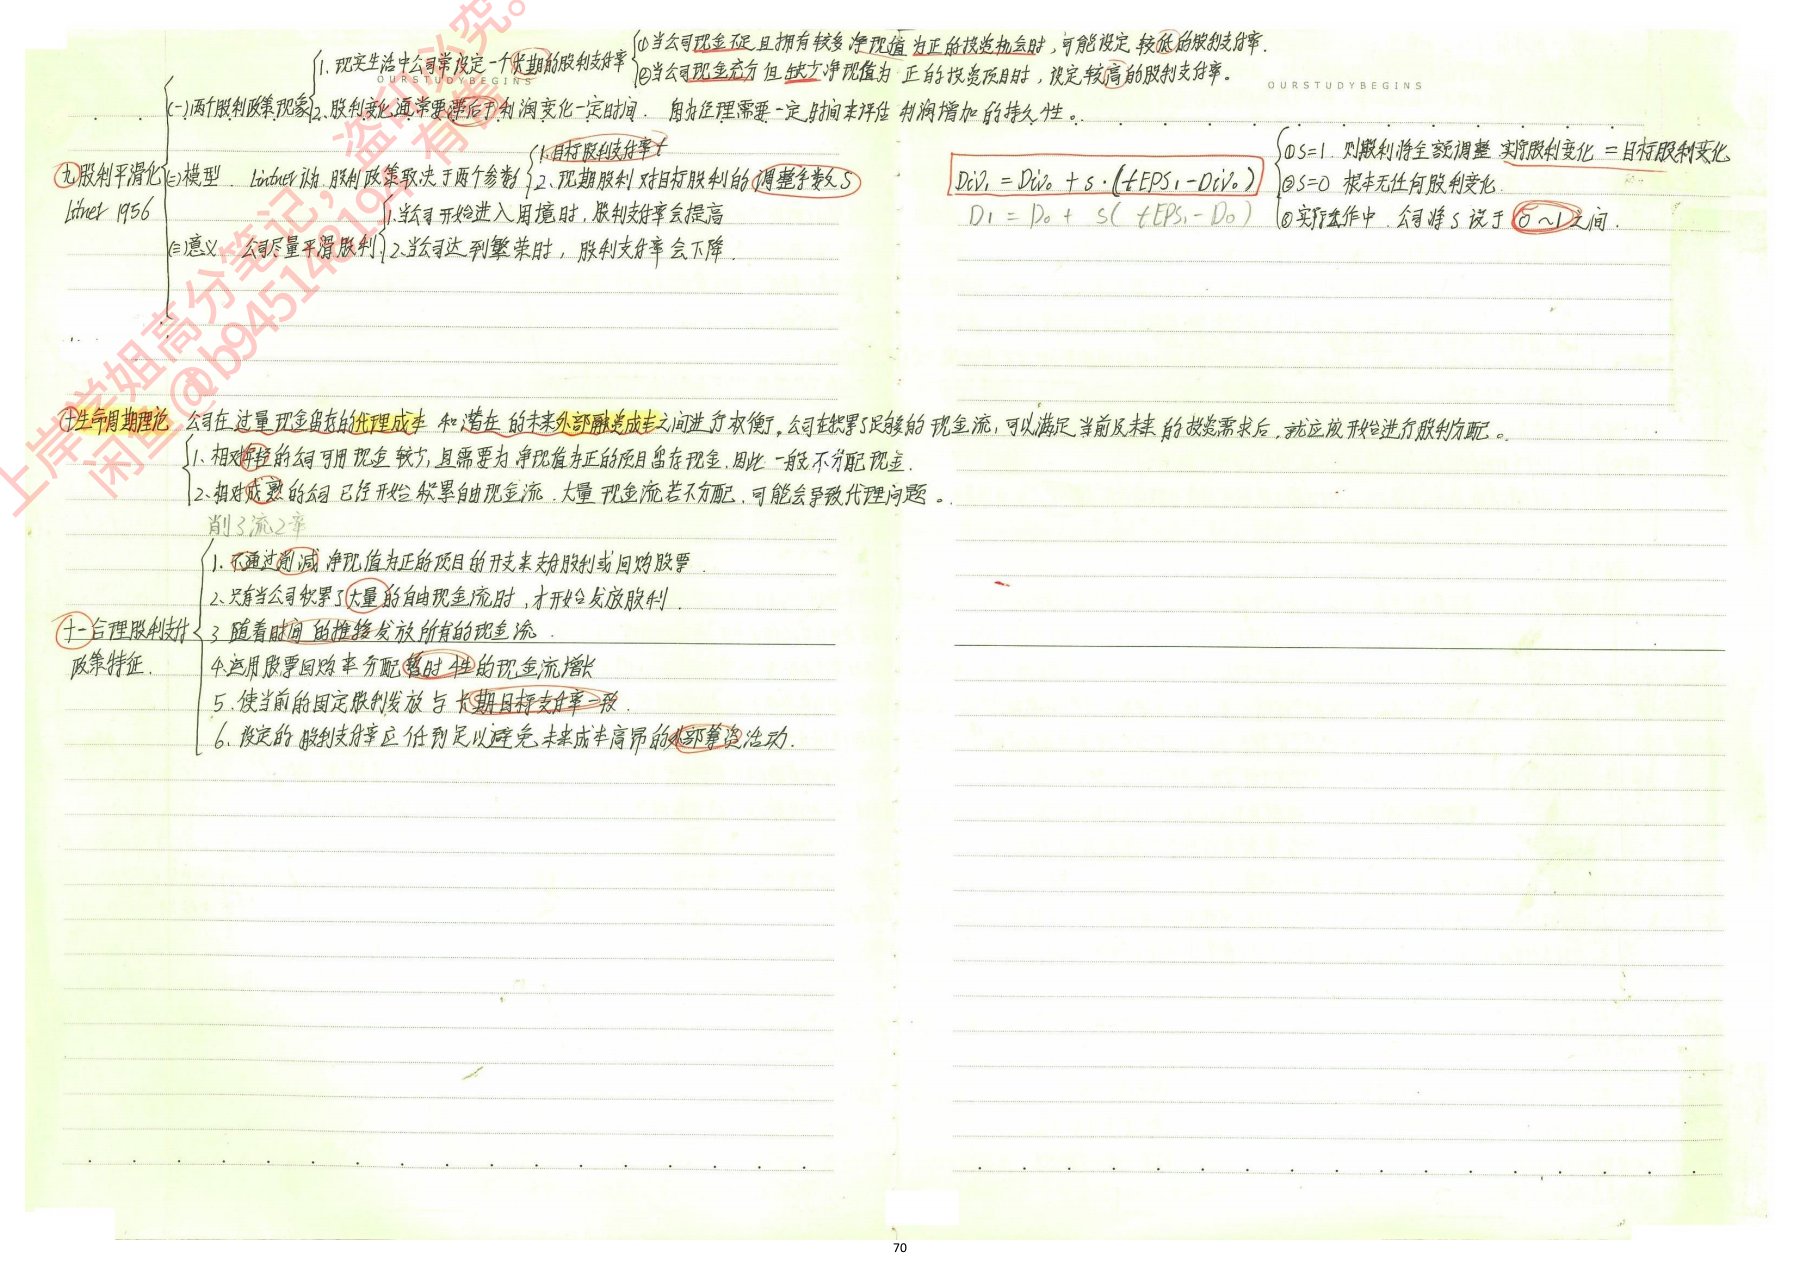 1. 现实生活中公司常设定一个长期的股利支付率
①当公司现金不足且拥有较多净现值为正的投资机会时，可能设定较低的股利支付率.
②当公司现金充分但缺少净现值为正的投资项目时，设定较高的股利支付率。
OURSTUDYBEGINS
OURSTUDYBEGINS
(一)两个股利政策现象
2、股利变化通常要滞后于利润变化一定时间. 因为经理需要一定时间来评估利润增加的持久性。
九股利平滑化
Litner 1956
(二)模型. Lintner认为.股利政策取决于两个参数
1.目标股利支付率t
2、现期股利对目标股利的调整系数S
Div₁ = Div₀ + s·(tEPS₁-Div₀)
D1 = D₀ + s( tEPS₁-D₀)
①S=1. 则股利将全额调整 实际股利变化 = 目标股利变化
②S=0 根本无任何股利变化.
③实际操作中.公司将S设于 0~1之间.
(三)意义 公司尽量平滑股利
1.当公司开始进入困境时，股利支付率会提高
2、当公司达到繁荣时，股利支付率会下降.
十生命周期理论 公司在过量现金留存的代理成本 和潜在的未来外部融资成本之间进行权衡，公司在积累了足够的现金流，可以满足当前及未来的投资需求后，就应该开始进行股利分配。
1、相对年轻的公司可用现金较少，且需要为净现值为正的项目留存现金，因此一般不分配现金.
2、相对成熟的公司已经开始积累自由现金流.大量现金流若不分配，可能会导致代理问题。
削3流2率
十一合理股利支付
政策特征.
1. 不通过削减净现值为正的项目的开支来支付股利或回购股票.
2、只有当公司积累了大量的自由现金流时，才开始发放股利.
3 随着时间的推移发放所有的现金流.
4.运用股票回购来分配暂时性的现金流增长
5. 使当前的固定股利发放与长期目标支付率一致.
6、设定的股利支付率应低到足以避免未来成本高昂的外部筹资活动.
上岸学姐高分笔记，盗印必究。
闲鱼@b945148194有售
70